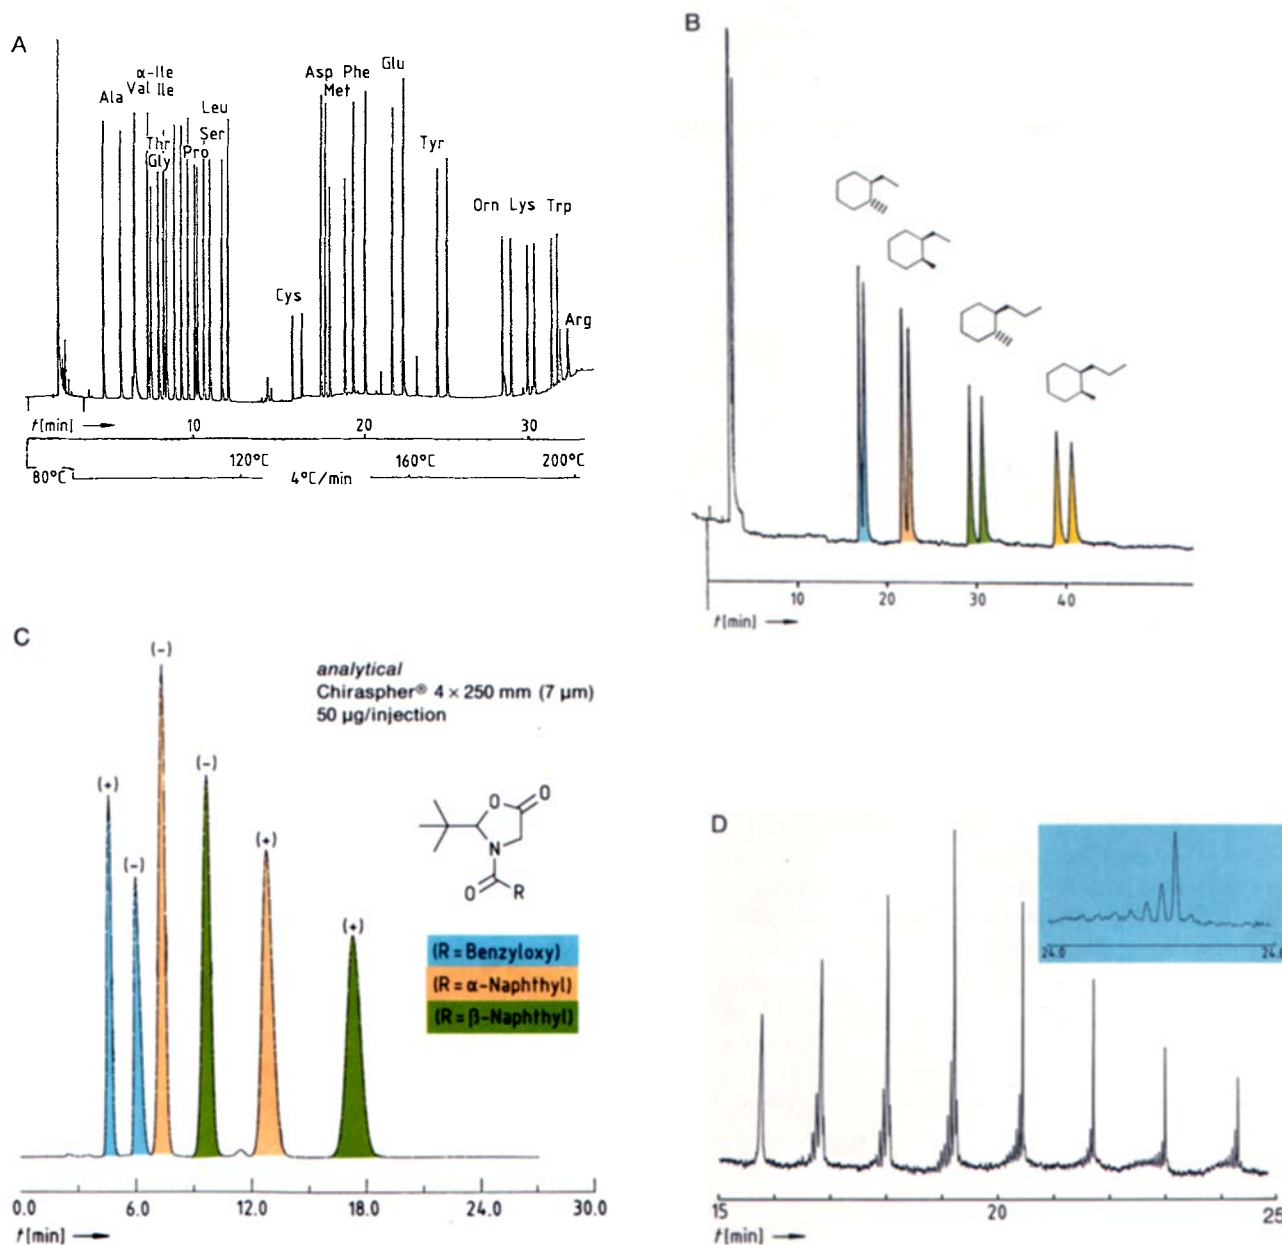 A
α-Ile
Val Ile
Ala
Thr
Gly
Pro
Leu
Ser
Cys
Asp Phe
Met
Glu
Tyr
Orn Lys Trp
Arg
t[min]
10
20
30
80°C
120°C
4°C/min
160°C
200°C
B
10
20
30
40
t[min]
C
(+)
(-)
(-)
(-)
(+)
(+)
analytical
Chiraspher® 4 × 250 mm (7 µm)
50 µg/injection
O
O
N
O
R
(R = Benzyloxy)
(R = α-Naphthyl)
(R = β-Naphthyl)
0.0
6.0
12.0
18.0
24.0
30.0
t[min]
D
24.0
15
20
25
t[min]